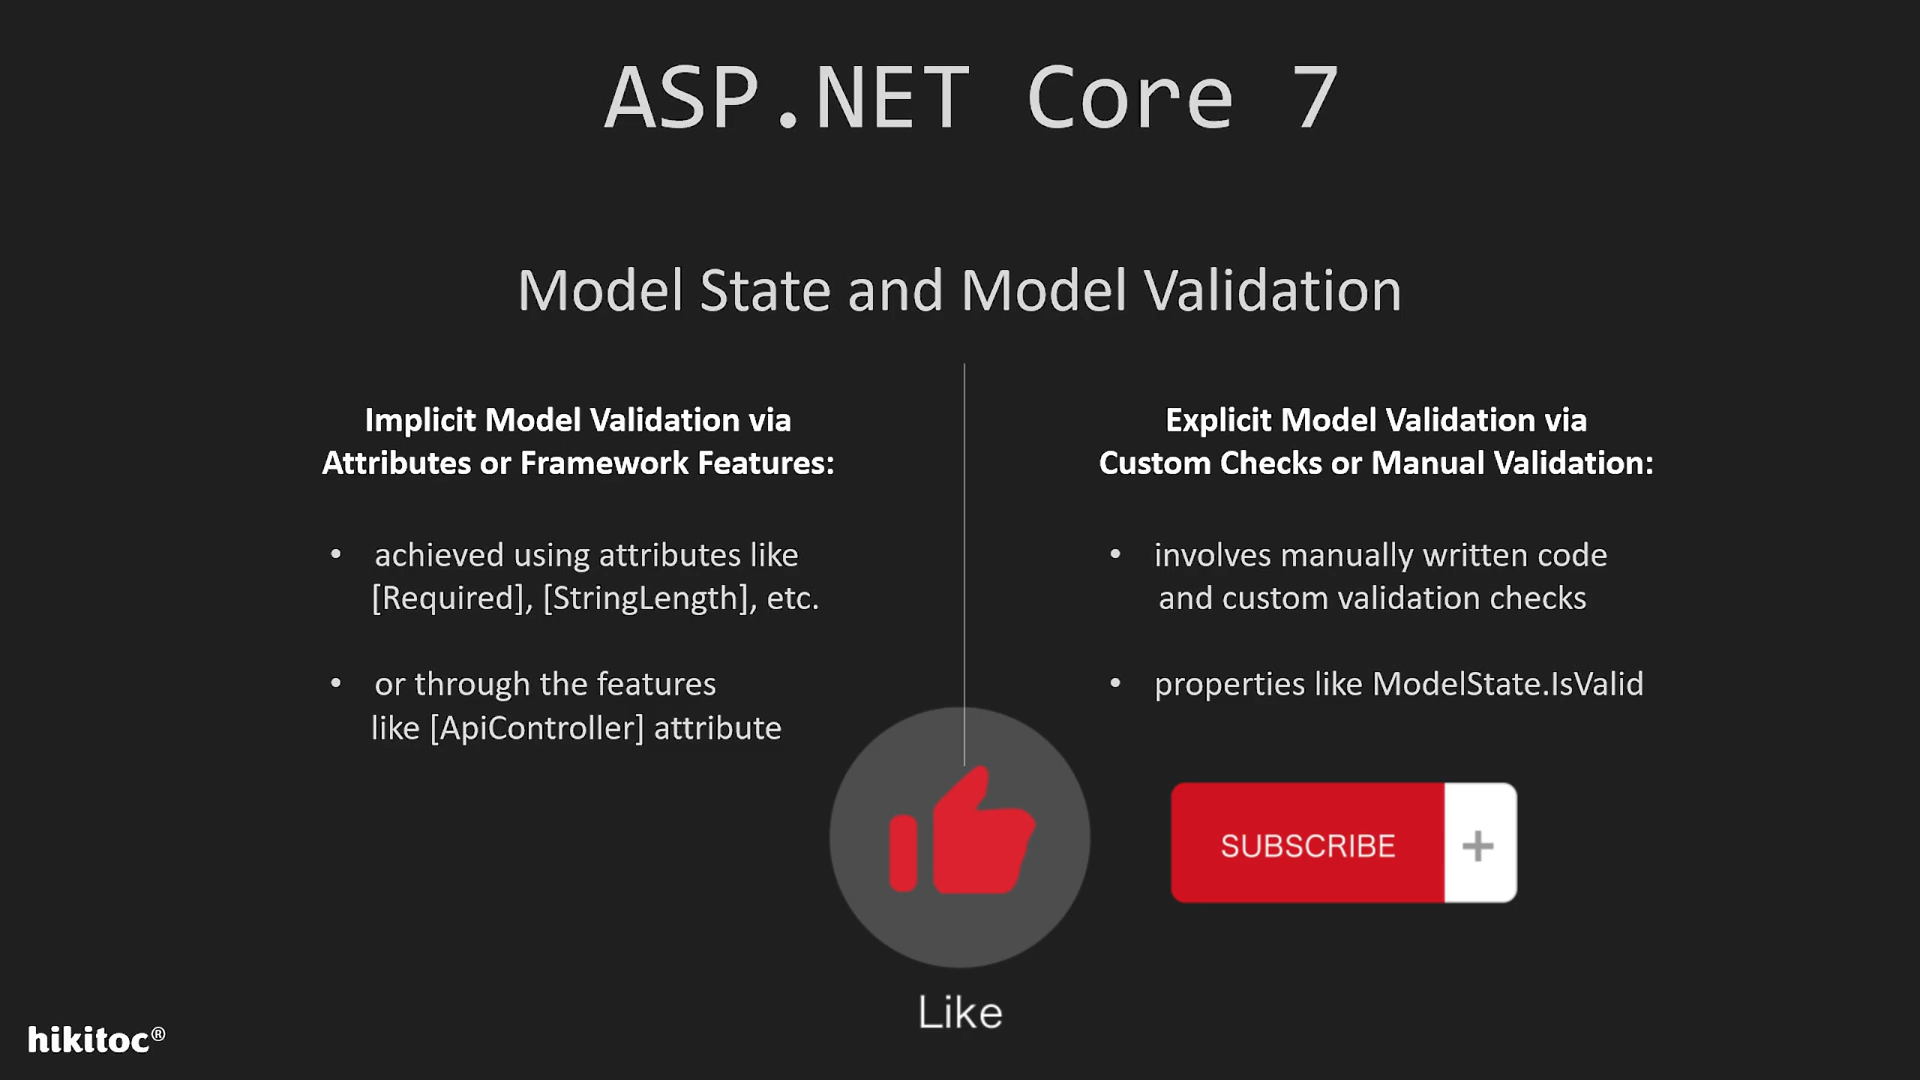 ASP.NET Core 7
Model State and Model Validation
Implicit Model Validation via
Attributes or Framework Features:
• achieved using attributes like
[Required], [StringLength], etc.
• or through the features
like [ApiController] attribute
Explicit Model Validation via
Custom Checks or Manual Validation:
• involves manually written code
and custom validation checks
• properties like ModelState.IsValid
SUBSCRIBE +
Like
hikitoc®